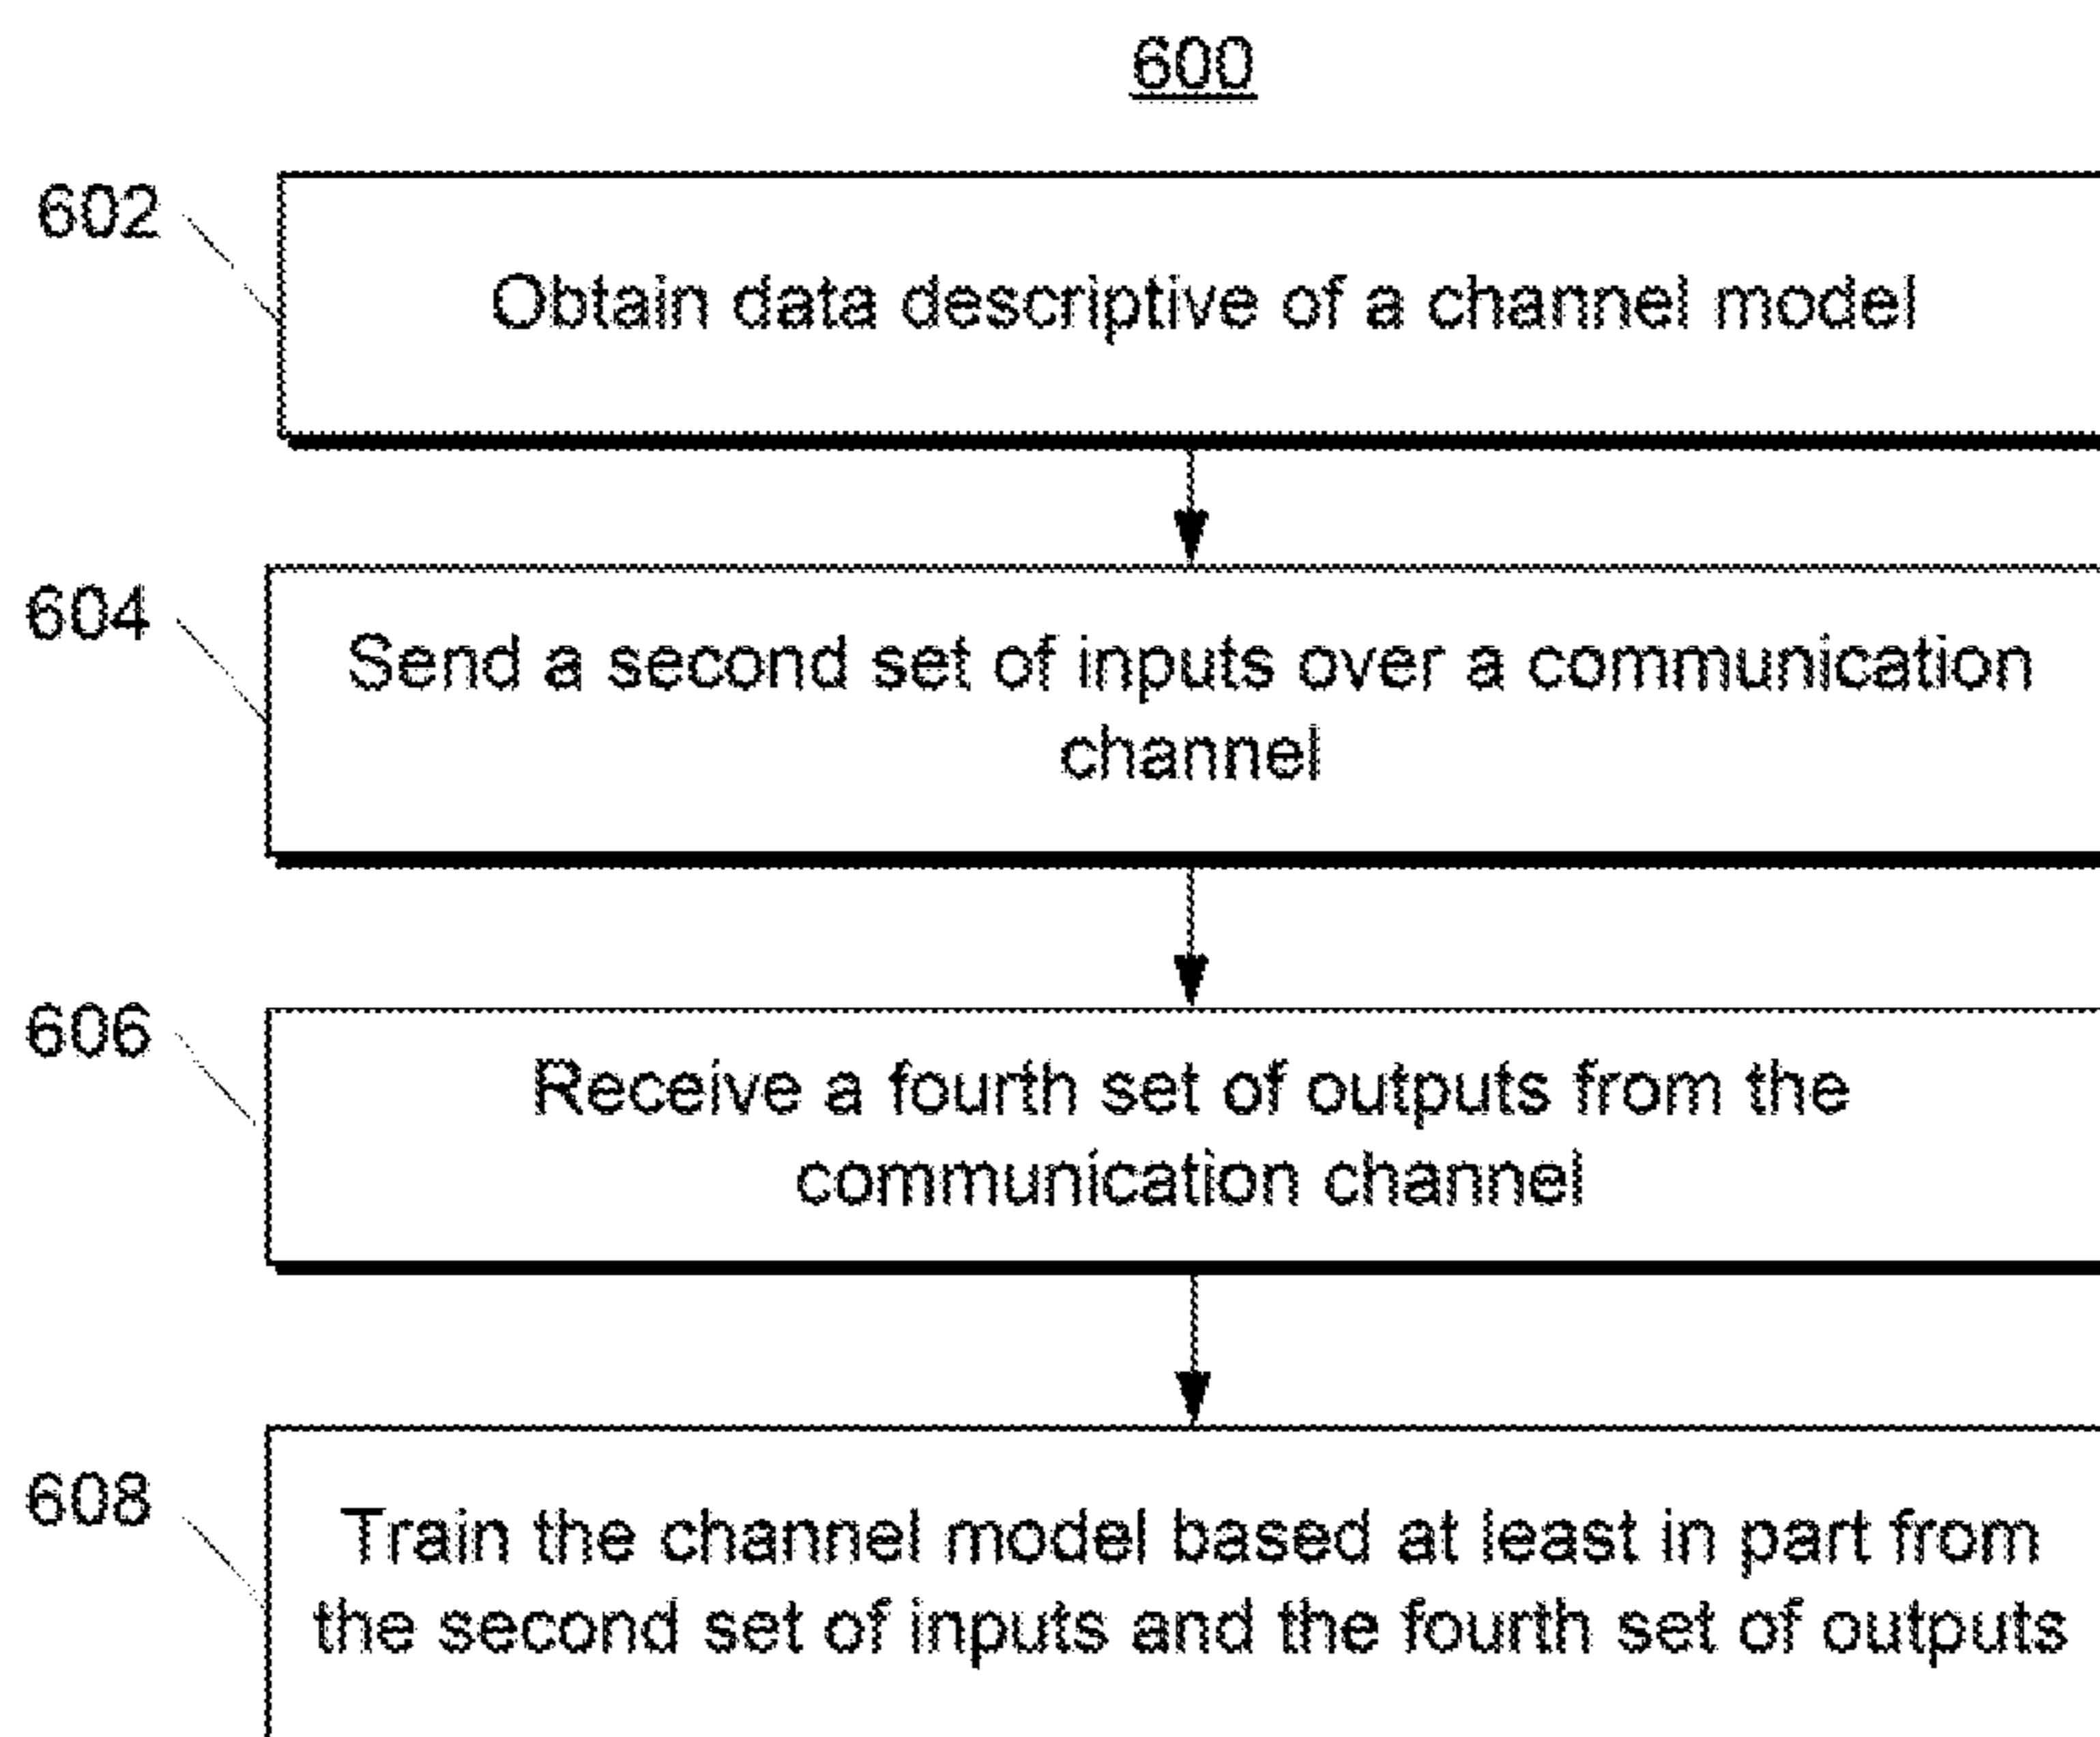 600
602
Obtain data descriptive of a channel model
604
Send a second set of inputs over a communication
channel
606
Receive a fourth set of outputs from the
communication channel
608
Train the channel model based at least in part from
the second set of inputs and the fourth set of outputs